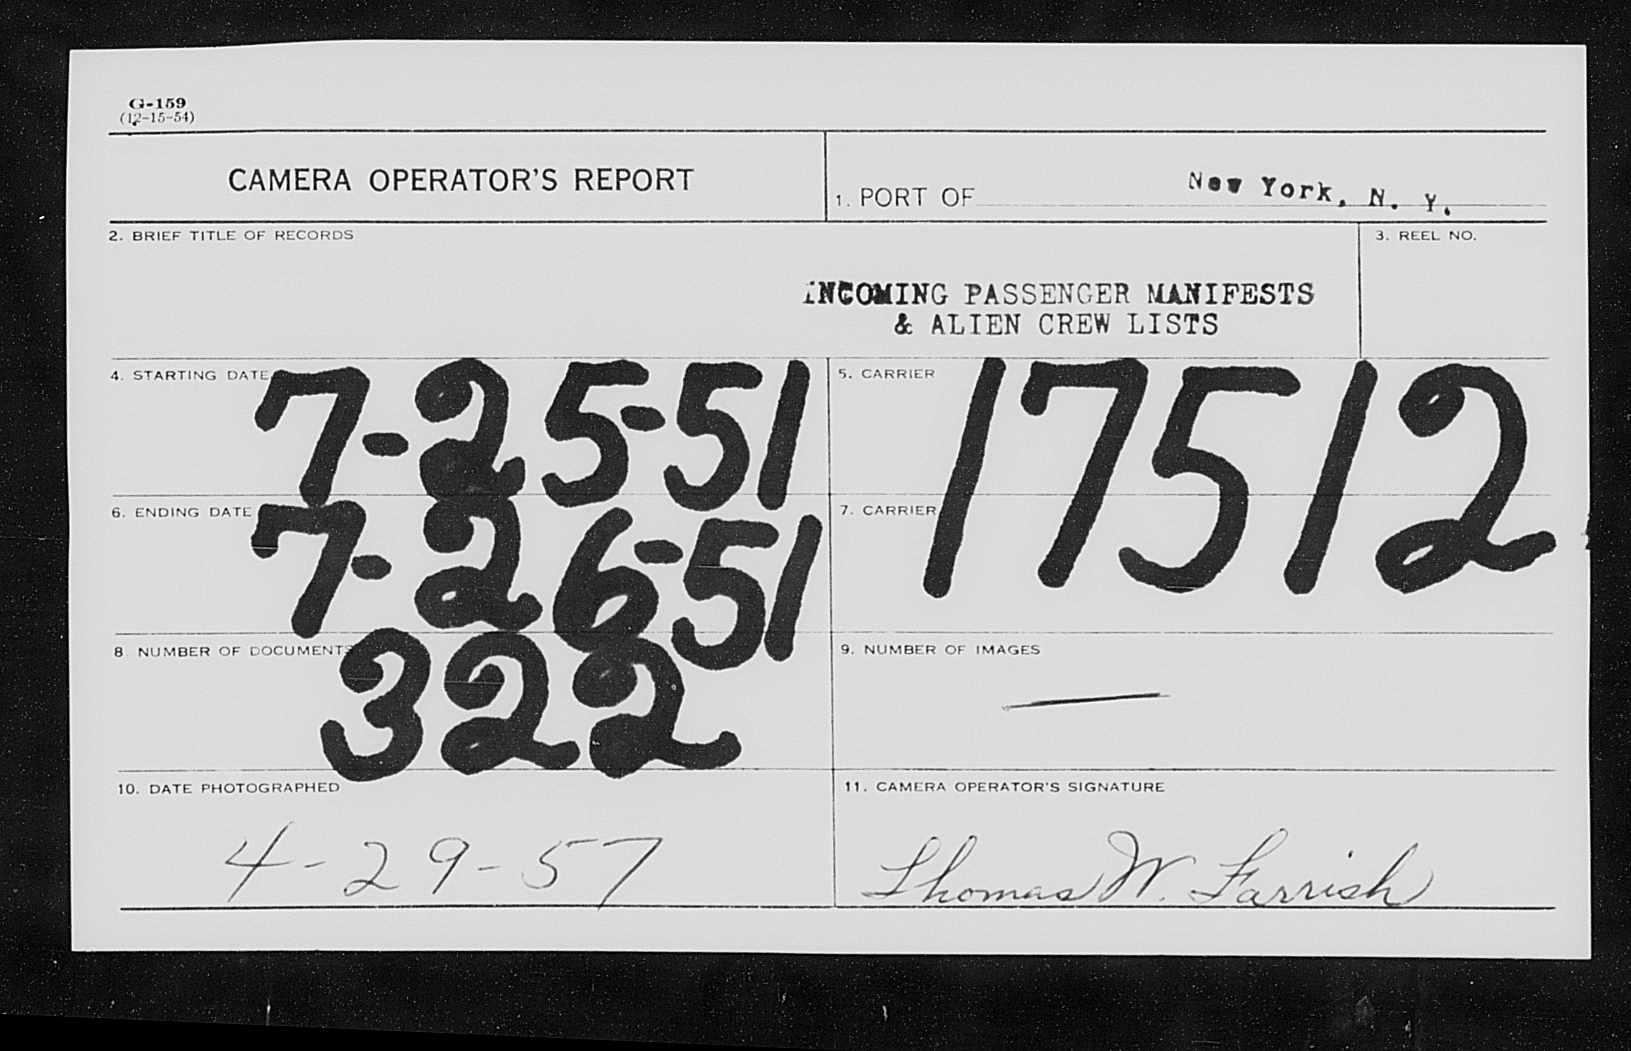 G-159
(12-15-54)
CAMERA OPERATOR'S REPORT
1. PORT OF New York, N. Y.
2. BRIEF TITLE OF RECORDS
3. REEL NO.
INCOMING PASSENGER MANIFESTS
& ALIEN CREW LISTS
4. STARTING DATE 7-25-51
5. CARRIER 17512
6. ENDING DATE 7-26-51
7. CARRIER
8 NUMBER OF DOCUMENTS 322
9. NUMBER OF IMAGES —
10. DATE PHOTOGRAPHED
11. CAMERA OPERATOR'S SIGNATURE
4-29-57
Thomas W. Farrish